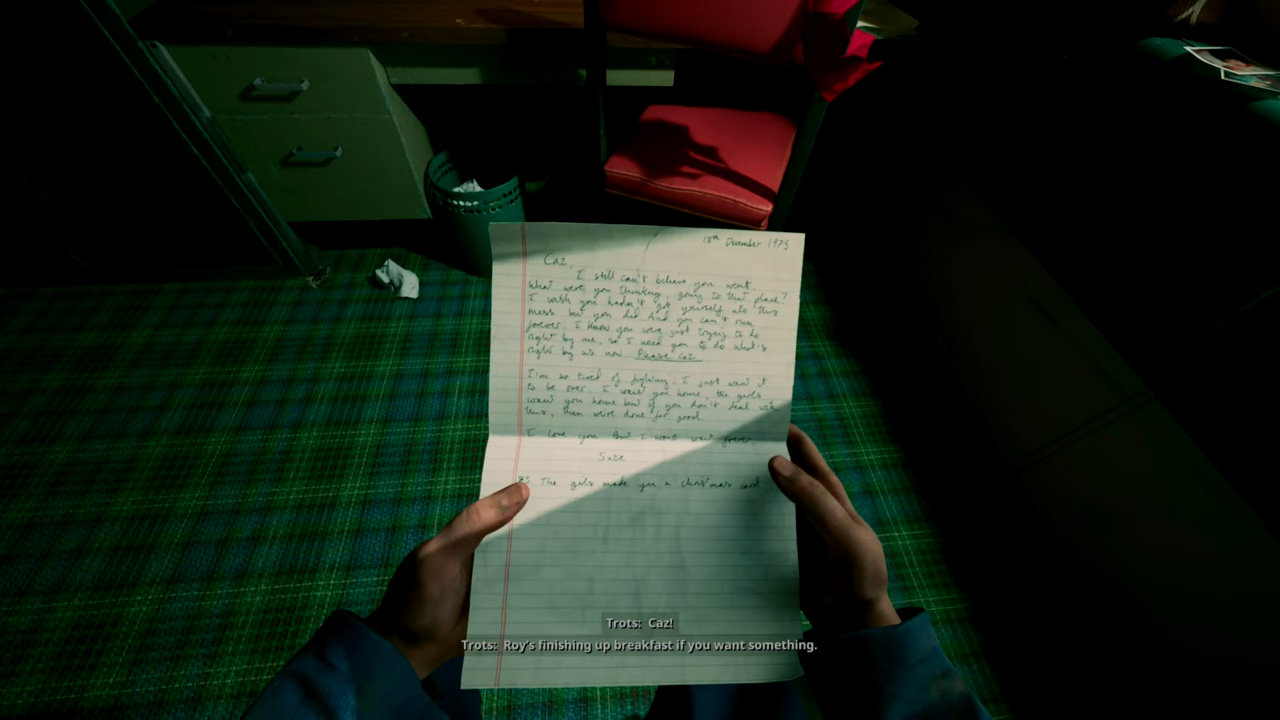 18th December 1975
Caz,
I still can't believe you went.
What were you thinking, going to that place?
I wish you hadn't got yourself into this
mess but you did and you can't run
forever. I know you were just trying to do
right by me, so I need you to do what's
right by us now. Please Caz.
I'm so tired of fighting. I just want it
to be over. I want you home, the girls
want you home but if you don't deal with
this, then we're done for good.
I love you. But I won't wait forever.
Suze
PS. The girls made you a christmas card
Trots: Caz!
Trots: Roy's finishing up breakfast if you want something.